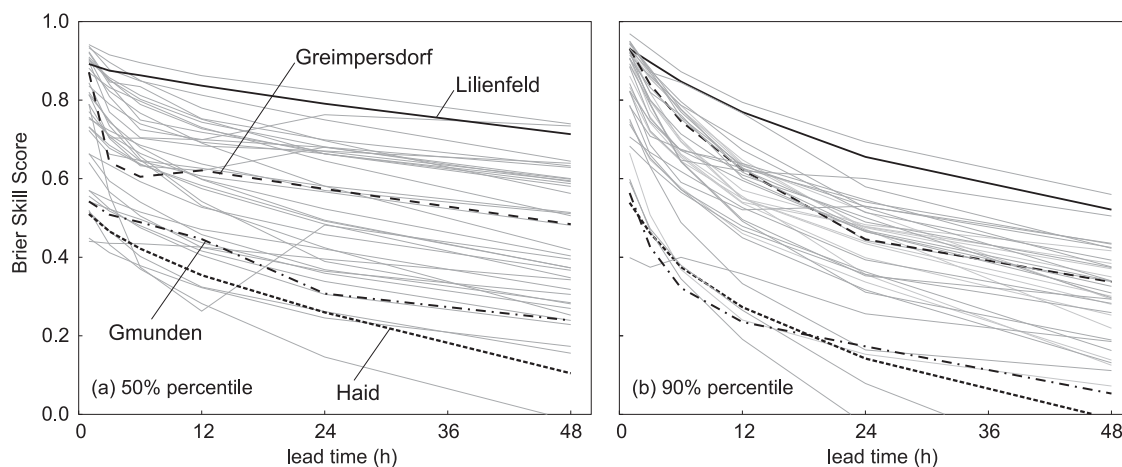 1.0
0.8
0.6
0.4
0.2
0.0
Brier Skill Score
Greimpersdorf
Lilienfeld
Gmunden
Haid
(a) 50% percentile
0 12 24 36 48
lead time (h)
(b) 90% percentile
0 12 24 36 48
lead time (h)